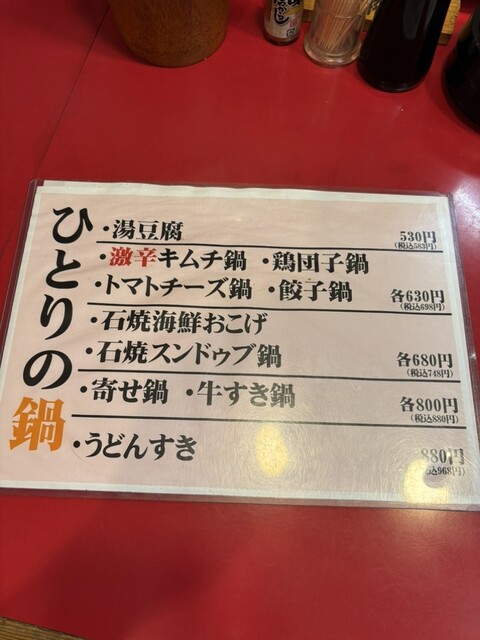 ひとりの鍋
・湯豆腐 530円
(税込583円)
・激辛キムチ鍋 ・鶏団子鍋
・トマトチーズ鍋 ・餃子鍋 各630円
(税込698円)
・石焼海鮮おこげ
・石焼スンドゥブ鍋 各680円
(税込748円)
・寄せ鍋 ・牛すき鍋 各800円
(税込880円)
・うどんすき 880円
込968円)